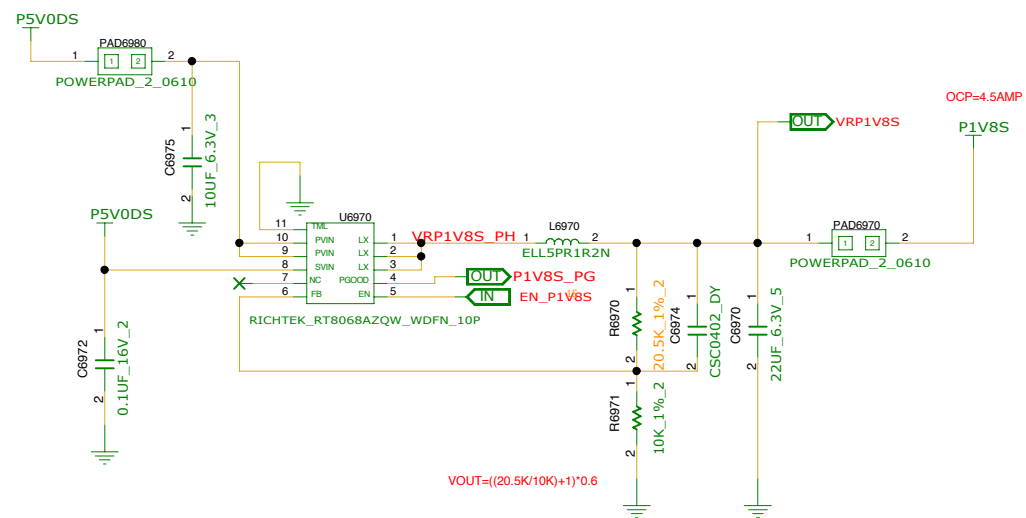 P5V0DS
PAD6980
1 1 2 2
POWERPAD_2_0610
OCP=4.5AMP
OUT VRP1V8S
P1V8S
C6975
1
2
10UF_6.3V_3
P5V0DS
U6970
11 TML
10 PVIN LX 1
9 PVIN LX 2
8 SVIN LX 3
7 NC PGOOD 4
6 FB EN 5
RICHTEK_RT8068AZQW_WDFN_10P
VRP1V8S_PH
L6970
1 2
ELL5PR1R2N
OUT P1V8S_PG
IN EN_P1V8S
PAD6970
1 1 2 2
POWERPAD_2_0610
C6972
1
2
0.1UF_16V_2
R6970
1
2
20.5K_1%_2
C6974
1
2
CSC0402_DY
C6970
1
2
22UF_6.3V_5
R6971
1
2
10K_1%_2
VOUT=((20.5K/10K)+1)*0.6